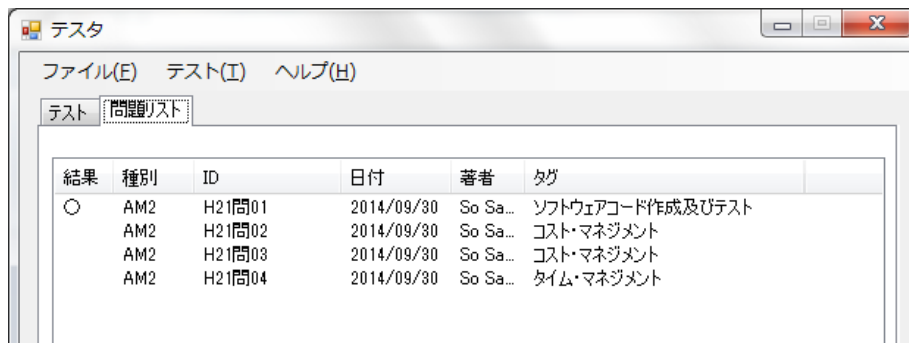 テスタ
ファイル(F) テスト(T) ヘルプ(H)
テスト 問題リスト
結果 種別 ID 日付 著者 タグ
○ AM2 H21問01 2014/09/30 So Sa... ソフトウェアコード作成及びテスト
AM2 H21問02 2014/09/30 So Sa... コスト・マネジメント
AM2 H21問03 2014/09/30 So Sa... コスト・マネジメント
AM2 H21問04 2014/09/30 So Sa... タイム・マネジメント